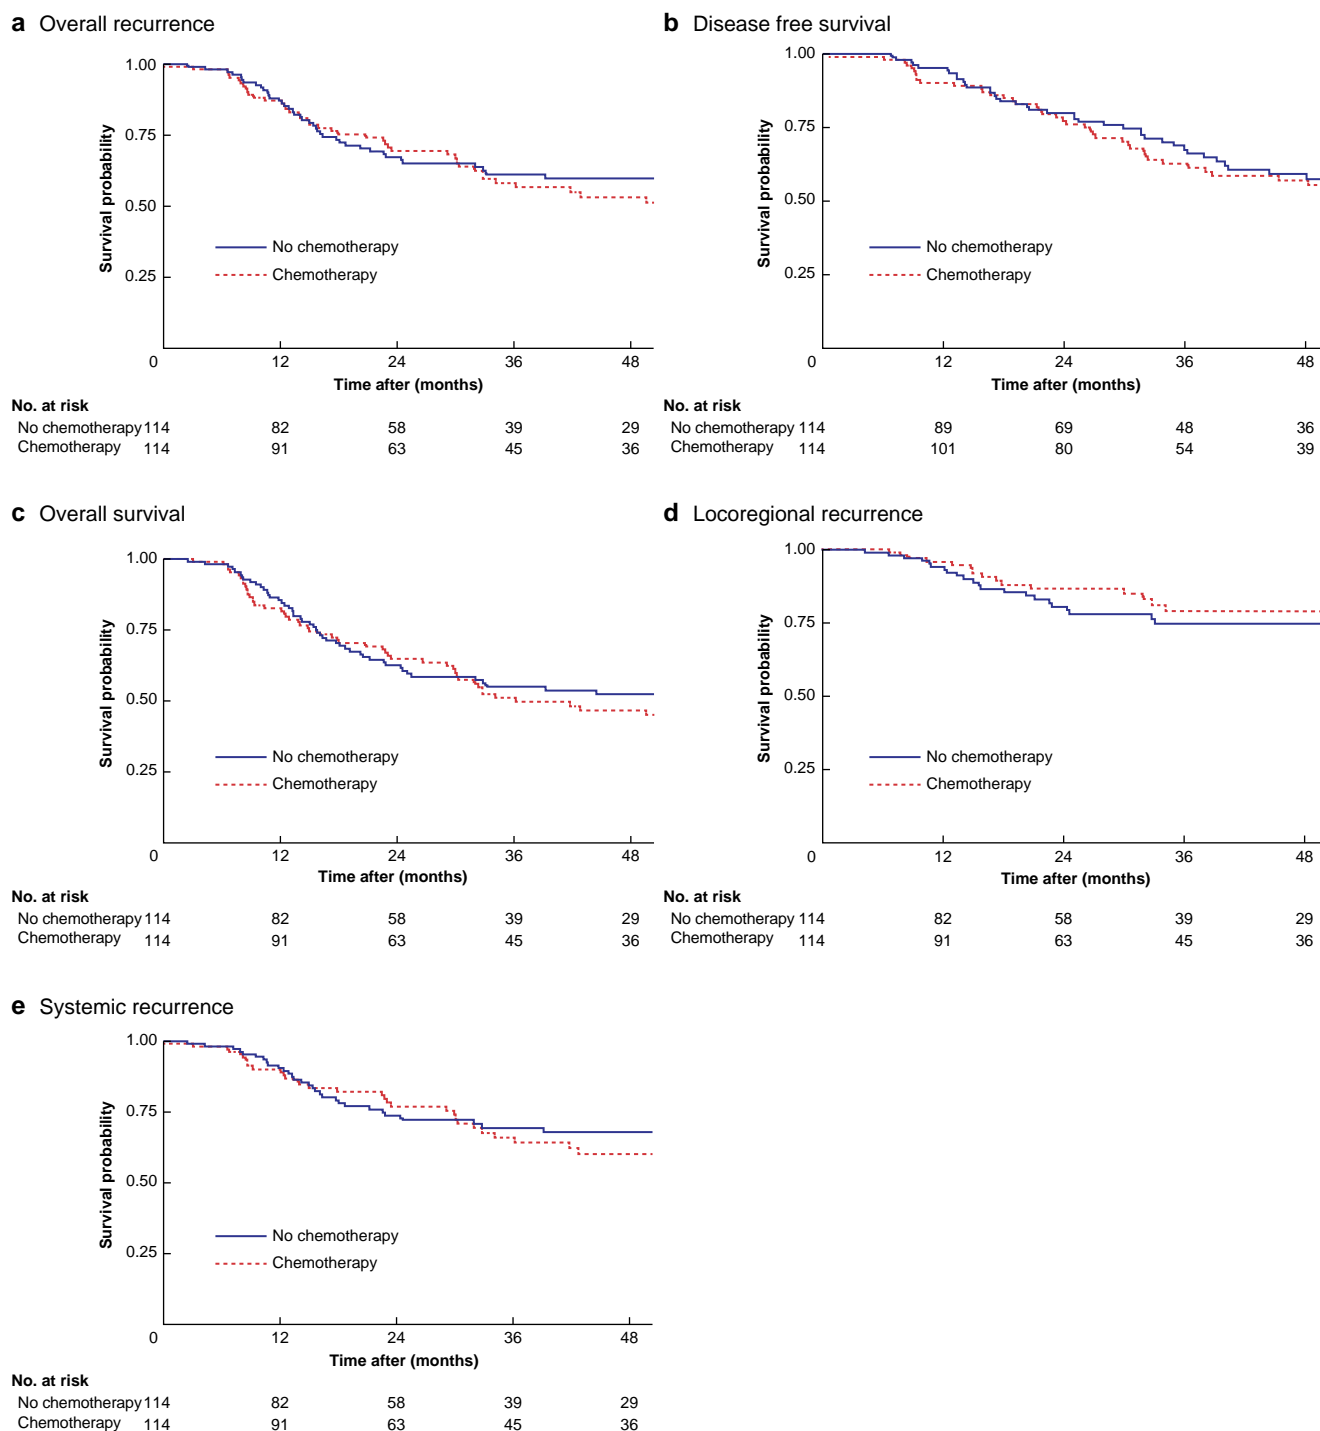 a Overall recurrence
1.00
0.75
0.50
0.25
Survival probability
No chemotherapy
Chemotherapy
0 12 24 36 48
Time after (months)
No. at risk
No chemotherapy 114 82 58 39 29
Chemotherapy 114 91 63 45 36
b Disease free survival
1.00
0.75
0.50
0.25
Survival probability
No chemotherapy
Chemotherapy
0 12 24 36 48
Time after (months)
No. at risk
No chemotherapy 114 89 69 48 36
Chemotherapy 114 101 80 54 39
c Overall survival
1.00
0.75
0.50
0.25
Survival probability
No chemotherapy
Chemotherapy
0 12 24 36 48
Time after (months)
No. at risk
No chemotherapy 114 82 58 39 29
Chemotherapy 114 91 63 45 36
d Locoregional recurrence
1.00
0.75
0.50
0.25
Survival probability
No chemotherapy
Chemotherapy
0 12 24 36 48
Time after (months)
No. at risk
No chemotherapy 114 82 58 39 29
Chemotherapy 114 91 63 45 36
e Systemic recurrence
1.00
0.75
0.50
0.25
Survival probability
No chemotherapy
Chemotherapy
0 12 24 36 48
Time after (months)
No. at risk
No chemotherapy 114 82 58 39 29
Chemotherapy 114 91 63 45 36